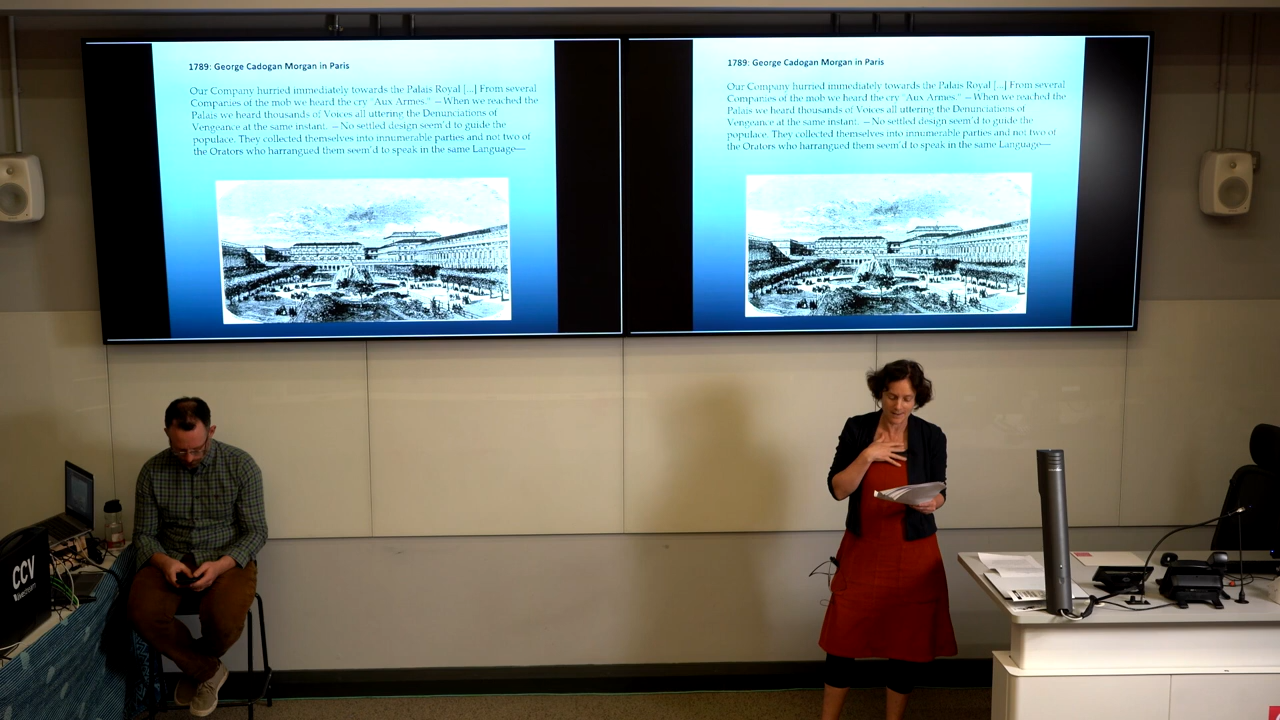 1789: George Cadogan Morgan in Paris
Our Company hurried immediately towards the Palais Royal [...] From several
Companies of the mob we heard the cry "Aux Armes." —When we reached the
Palais we heard thousands of Voices all uttering the Denunciations of
Vengeance at the same instant. —No settled design seem'd to guide the
populace. They collected themselves into innumerable parties and not two of
the Orators who harrangued them seem'd to speak in the same Language—
1789: George Cadogan Morgan in Paris
Our Company hurried immediately towards the Palais Royal [...] From several
Companies of the mob we heard the cry "Aux Armes." —When we reached the
Palais we heard thousands of Voices all uttering the Denunciations of
Vengeance at the same instant. —No settled design seem'd to guide the
populace. They collected themselves into innumerable parties and not two of
the Orators who harrangued them seem'd to speak in the same Language—
CCV